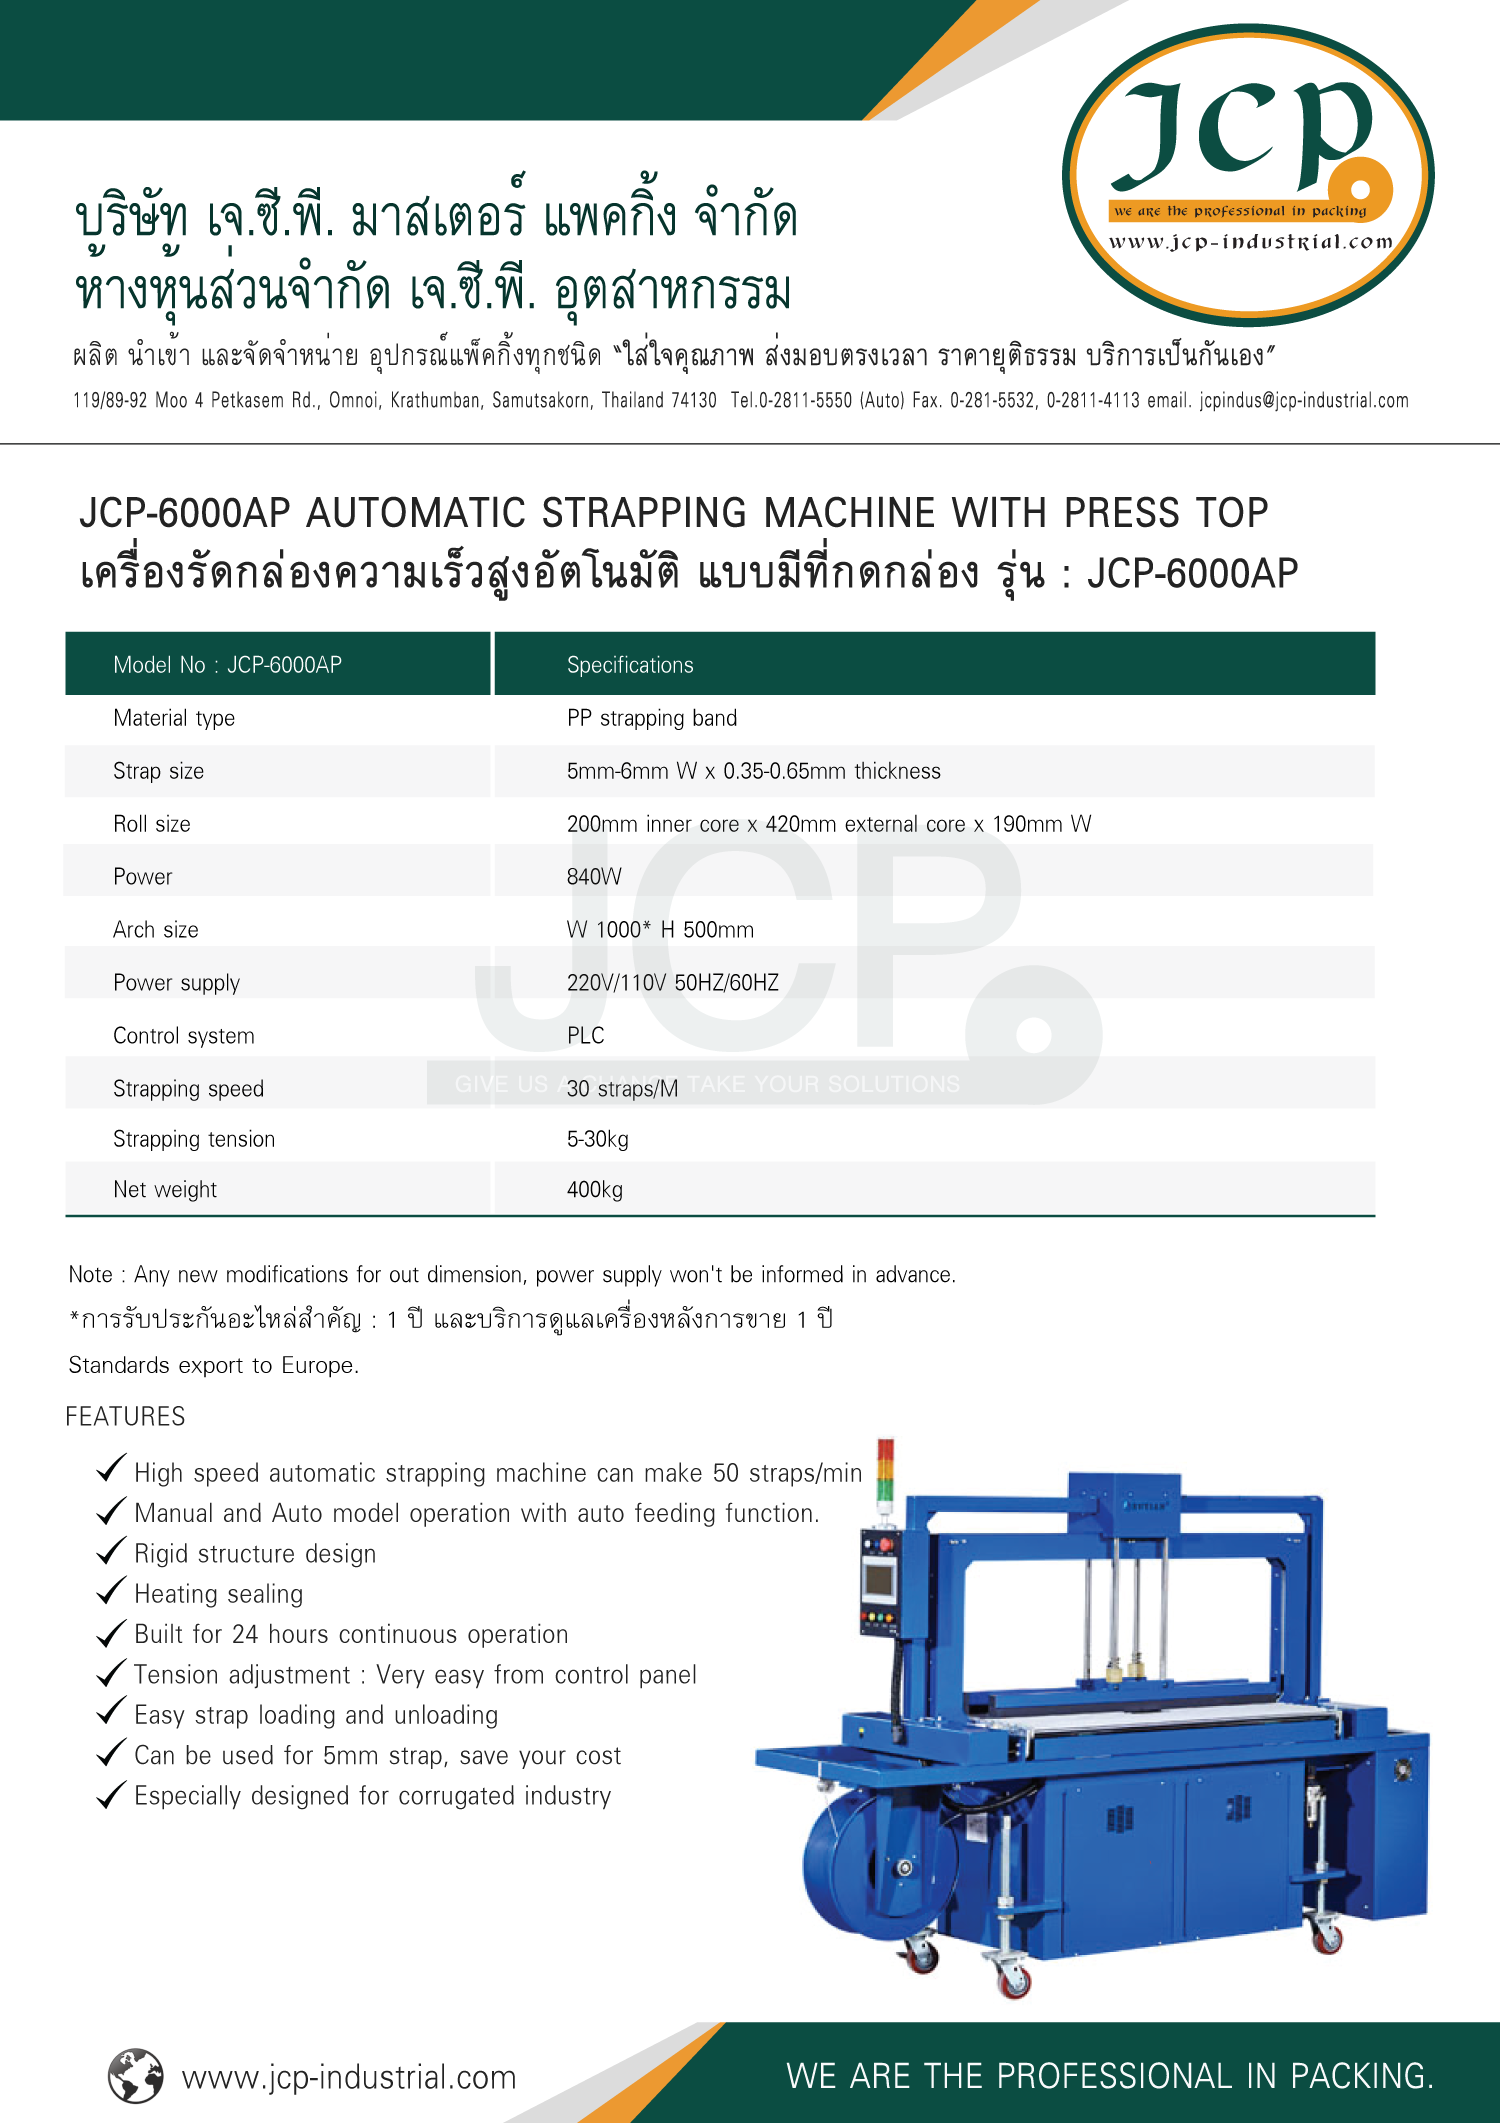 JCP
we are the professional in packing
www.jcp-industrial.com
บริษัท เจ.ซี.พี. มาสเตอร์ แพคกิ้ง จำกัด
ห้างหุ้นส่วนจำกัด เจ.ซี.พี. อุตสาหกรรม
ผลิต นำเข้า และจัดจำหน่าย อุปกรณ์แพ็คกิ้งทุกชนิด "ใส่ใจคุณภาพ ส่งมอบตรงเวลา ราคายุติธรรม บริการเป็นกันเอง"
119/89-92 Moo 4 Petkasem Rd., Omnoi, Krathumban, Samutsakorn, Thailand 74130 Tel.0-2811-5550 (Auto) Fax. 0-281-5532, 0-2811-4113 email. jcpindus@jcp-industrial.com
JCP-6000AP AUTOMATIC STRAPPING MACHINE WITH PRESS TOP
เครื่องรัดกล่องความเร็วสูงอัตโนมัติ แบบมีที่กดกล่อง รุ่น : JCP-6000AP
Model No : JCP-6000AP Specifications
Material type PP strapping band
Strap size 5mm-6mm W x 0.35-0.65mm thickness
Roll size 200mm inner core x 420mm external core x 190mm W
Power 840W
Arch size W 1000* H 500mm
Power supply 220V/110V 50HZ/60HZ
Control system PLC
Strapping speed 30 straps/M
Strapping tension 5-30kg
Net weight 400kg
JCP
GIVE US A CHANCE TAKE YOUR SOLUTIONS
Note : Any new modifications for out dimension, power supply won't be informed in advance.
*การรับประกันอะไหล่สำคัญ : 1 ปี และบริการดูแลเครื่องหลังการขาย 1 ปี
Standards export to Europe.
FEATURES
High speed automatic strapping machine can make 50 straps/min
Manual and Auto model operation with auto feeding function.
Rigid structure design
Heating sealing
Built for 24 hours continuous operation
Tension adjustment : Very easy from control panel
Easy strap loading and unloading
Can be used for 5mm strap, save your cost
Especially designed for corrugated industry
www.jcp-industrial.com
WE ARE THE PROFESSIONAL IN PACKING.